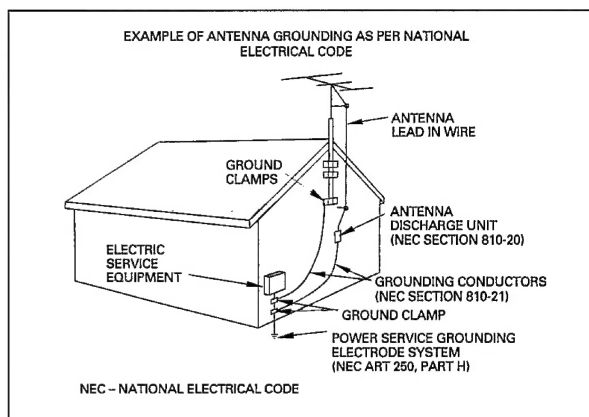 EXAMPLE OF ANTENNA GROUNDING AS PER NATIONAL
ELECTRICAL CODE
ANTENNA
LEAD IN WIRE
GROUND
CLAMPS
ANTENNA
DISCHARGE UNIT
(NEC SECTION 810-20)
ELECTRIC
SERVICE
EQUIPMENT
GROUNDING CONDUCTORS
(NEC SECTION 810-21)
GROUND CLAMP
POWER SERVICE GROUNDING
ELECTRODE SYSTEM
(NEC ART 250, PART H)
NEC – NATIONAL ELECTRICAL CODE